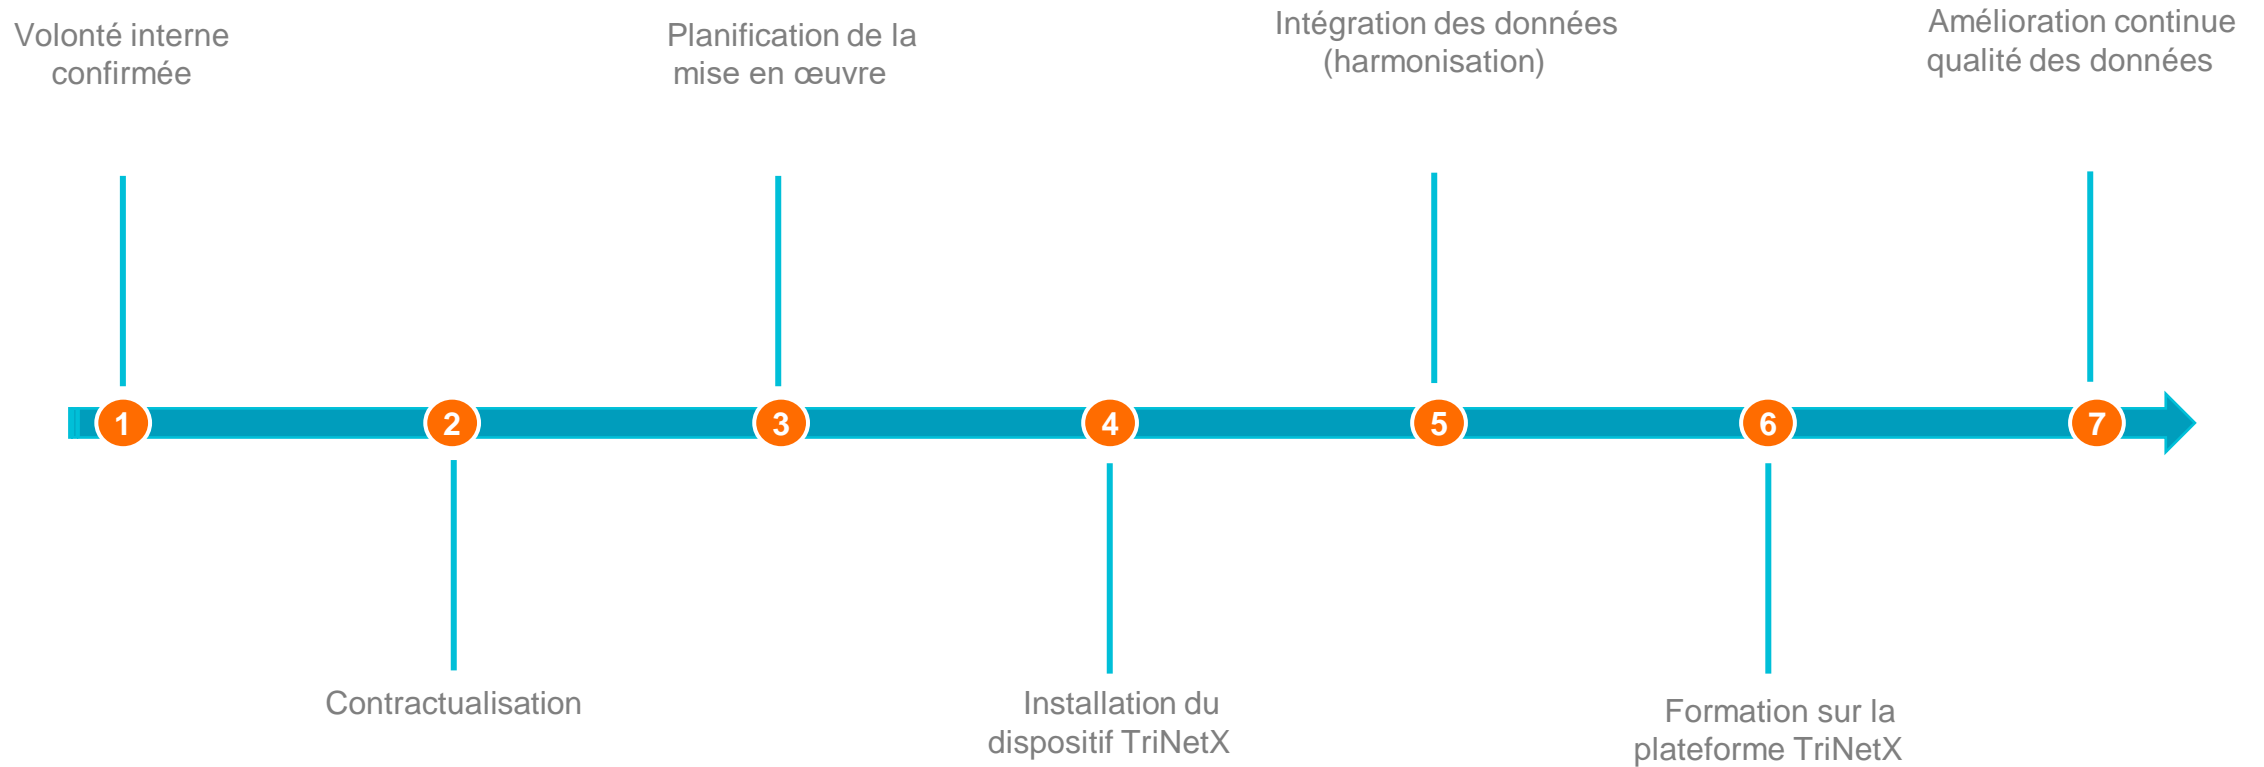 Volonté interne
confirmée
Planification de la
mise en œuvre
Intégration des données
(harmonisation)
Amélioration continue
qualité des données
1
2
3
4
5
6
7
Contractualisation
Installation du
dispositif TriNetX
Formation sur la
plateforme TriNetX